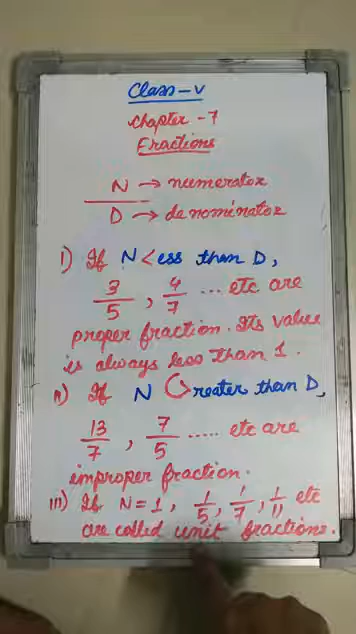 Class-V
Chapter -7
Fractions
N → numerator
D → denominator
i) If N < ess than D,
3/5, 4/7 ... etc are
proper fraction. Its value
is always less than 1.
ii) If N Greater than D,
13/7, 7/5 ..... etc are
improper fraction.
iii) If N=1, 1/5, 1/7, 1/11 etc
are called unit fractions.